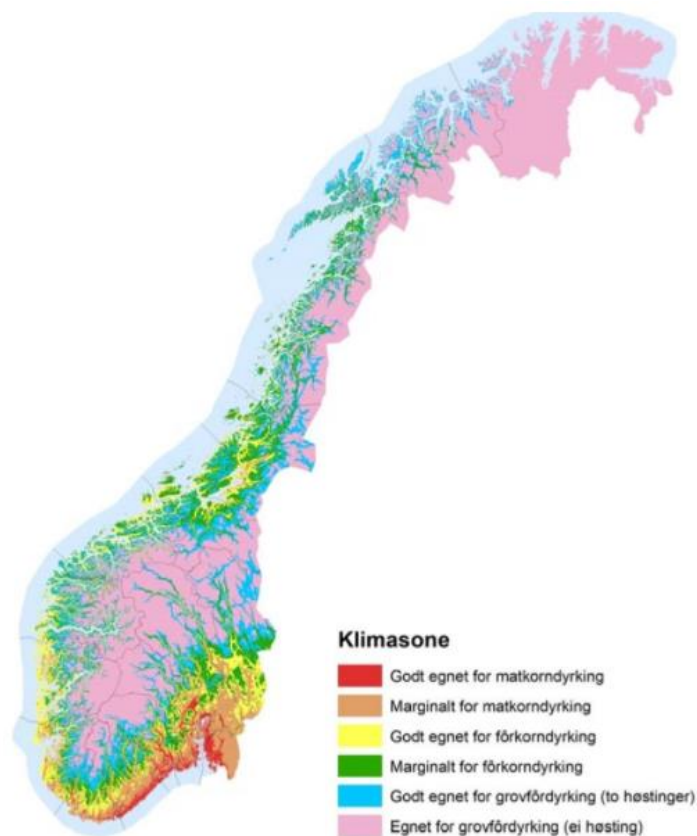 Klimasone
Godt egnet for matkorndyrking
Marginalt for matkorndyrking
Godt egnet for fôrkorndyrking
Marginalt for fôrkorndyrking
Godt egnet for grovfôrdyrking (to høstinger)
Egnet for grovfôrdyrking (ei høsting)